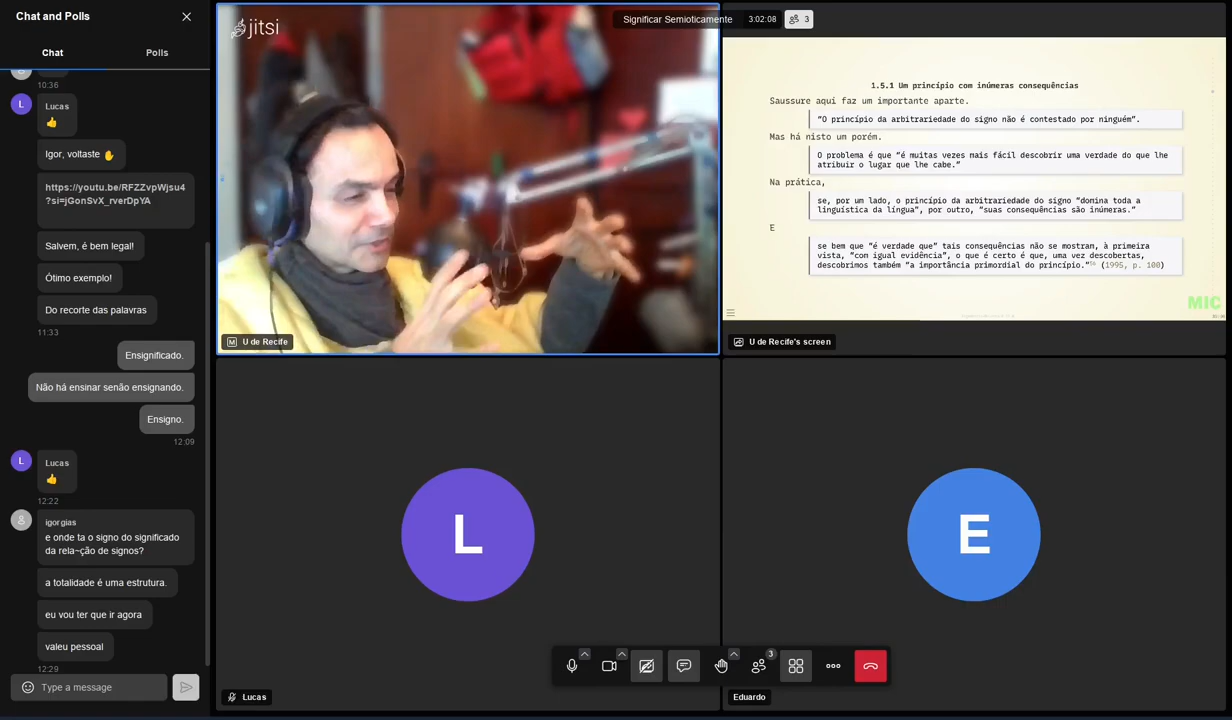 Chat and Polls
Chat
Polls
10:36
L
Lucas
Igor, voltaste
https://youtu.be/RFZZvpWjsu4
?si=jGonSvX_rverDpYA
Salvem, é bem legal!
Ótimo exemplo!
Do recorte das palavras
11:33
Ensignificado.
Não há ensinar senão ensignando.
Ensigno.
12:09
L
Lucas
12:22
igorgias
e onde ta o signo do significado
da rela~ção de signos?
a totalidade é uma estrutura.
eu vou ter que ir agora
valeu pessoal
12:29
Type a message
jitsi
Significar Semioticamente
3:02:08
3
M
U de Recife
1.5.1 Um princípio com inúmeras consequências
Saussure aqui faz um importante aparte.
“O princípio da arbitrariedade do signo não é contestado por ninguém”.
Mas há nisto um porém.
O problema é que “é muitas vezes mais fácil descobrir uma verdade do que lhe
atribuir o lugar que lhe cabe.”
Na prática,
se, por um lado, o princípio da arbitrariedade do signo “domina toda a
linguística da língua”, por outro, “suas consequências são inúmeras.”
E
se bem que “é verdade que” tais consequências não se mostram, à primeira
vista, “com igual evidência”, o que é certo é que, uma vez descobertas,
descobrimos também “a importância primordial do princípio.” (1995, p. 100)
MIC
U de Recife's screen
L
E
3
Lucas
Eduardo